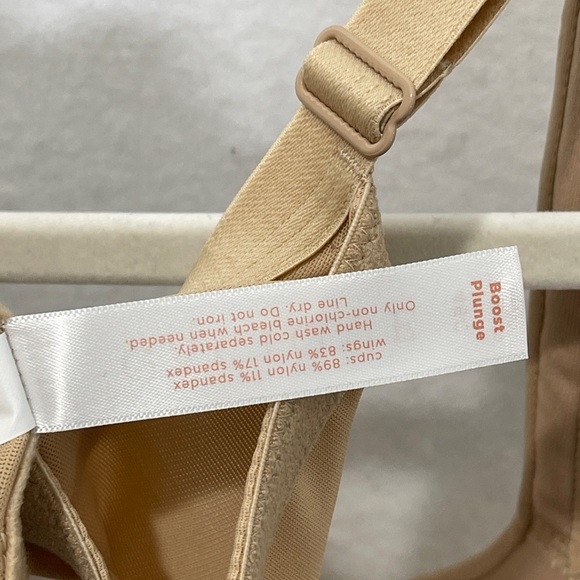 Boost
Plunge
cups: 89% nylon 11% spandex
wings: 83% nylon 17% spandex
Hand wash cold separately.
Only non-chlorine bleach when needed.
Line dry. Do not iron.